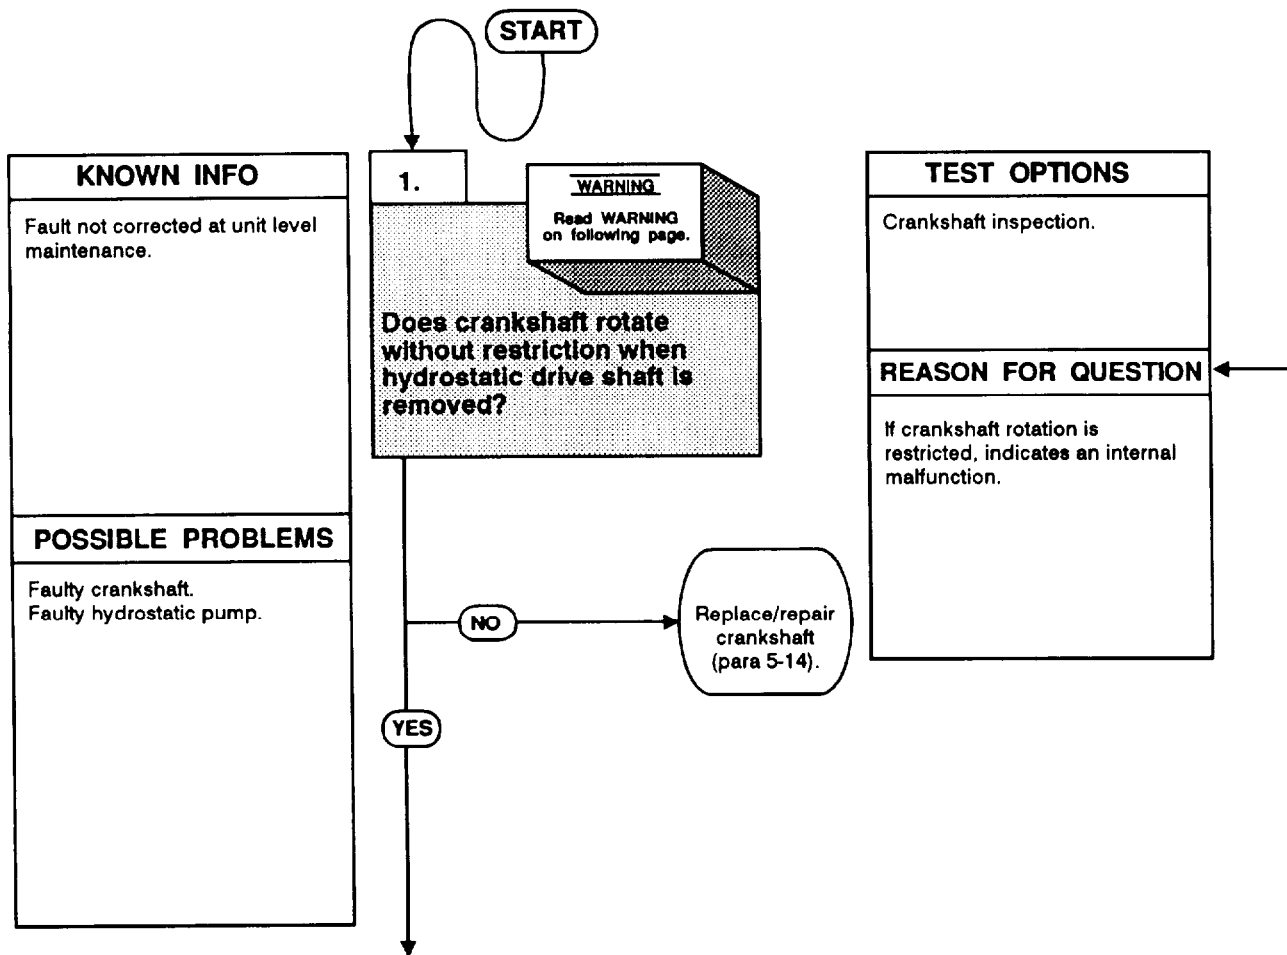 START
KNOWN INFO
Fault not corrected at unit level
maintenance.
POSSIBLE PROBLEMS
Faulty crankshaft.
Faulty hydrostatic pump.
1.
WARNING
Read WARNING
on following page.
Does crankshaft rotate
without restriction when
hydrostatic drive shaft is
removed?
NO
Replace/repair
crankshaft
(para 5-14).
YES
TEST OPTIONS
Crankshaft inspection.
REASON FOR QUESTION
If crankshaft rotation is
restricted, indicates an internal
malfunction.